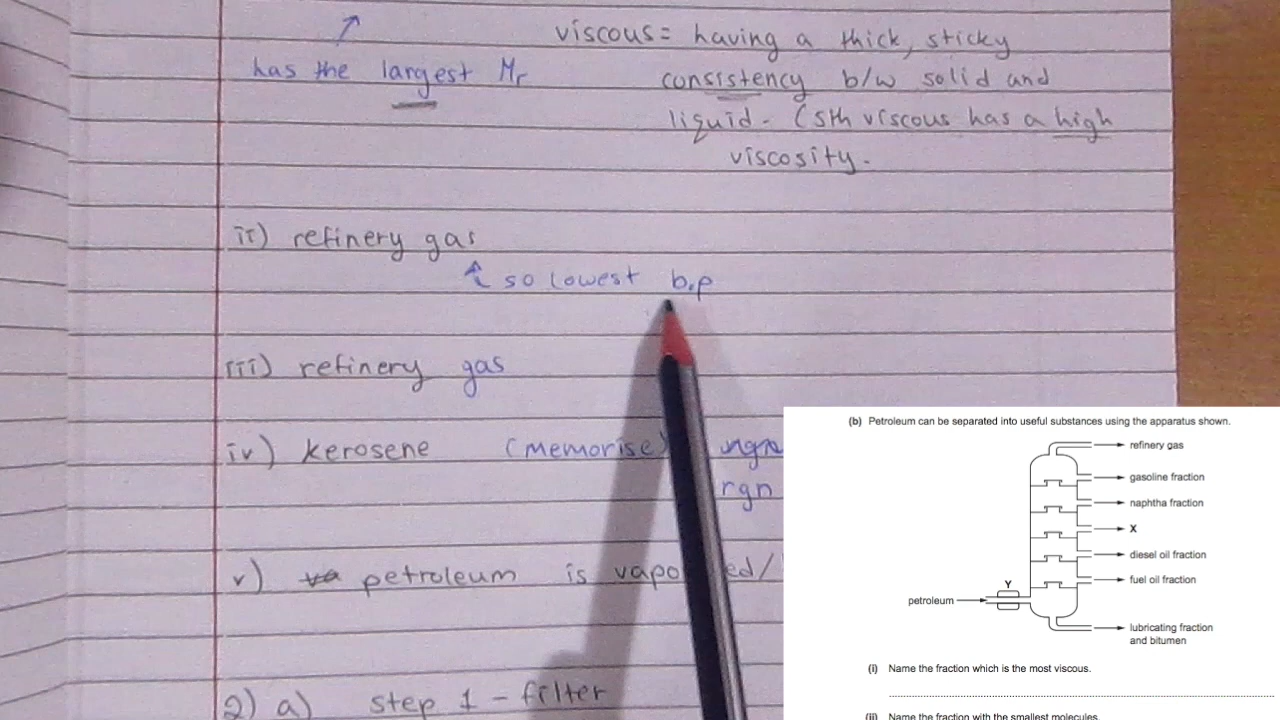 viscous = having a thick, sticky
has the largest Mr
consistency b/w solid and
liquid. (sth viscous has a high
viscosity.
ii) refinery gas
so lowest b.p
iii) refinery gas
iv) kerosene (memorise)
rgn
v) petroleum is vapo ed/
2) a) step 1 - filter
(b) Petroleum can be separated into useful substances using the apparatus shown.
refinery gas
gasoline fraction
naphtha fraction
X
diesel oil fraction
fuel oil fraction
Y
petroleum
lubricating fraction
and bitumen
(i) Name the fraction which is the most viscous.
(ii) Name the fraction with the smallest molecules.